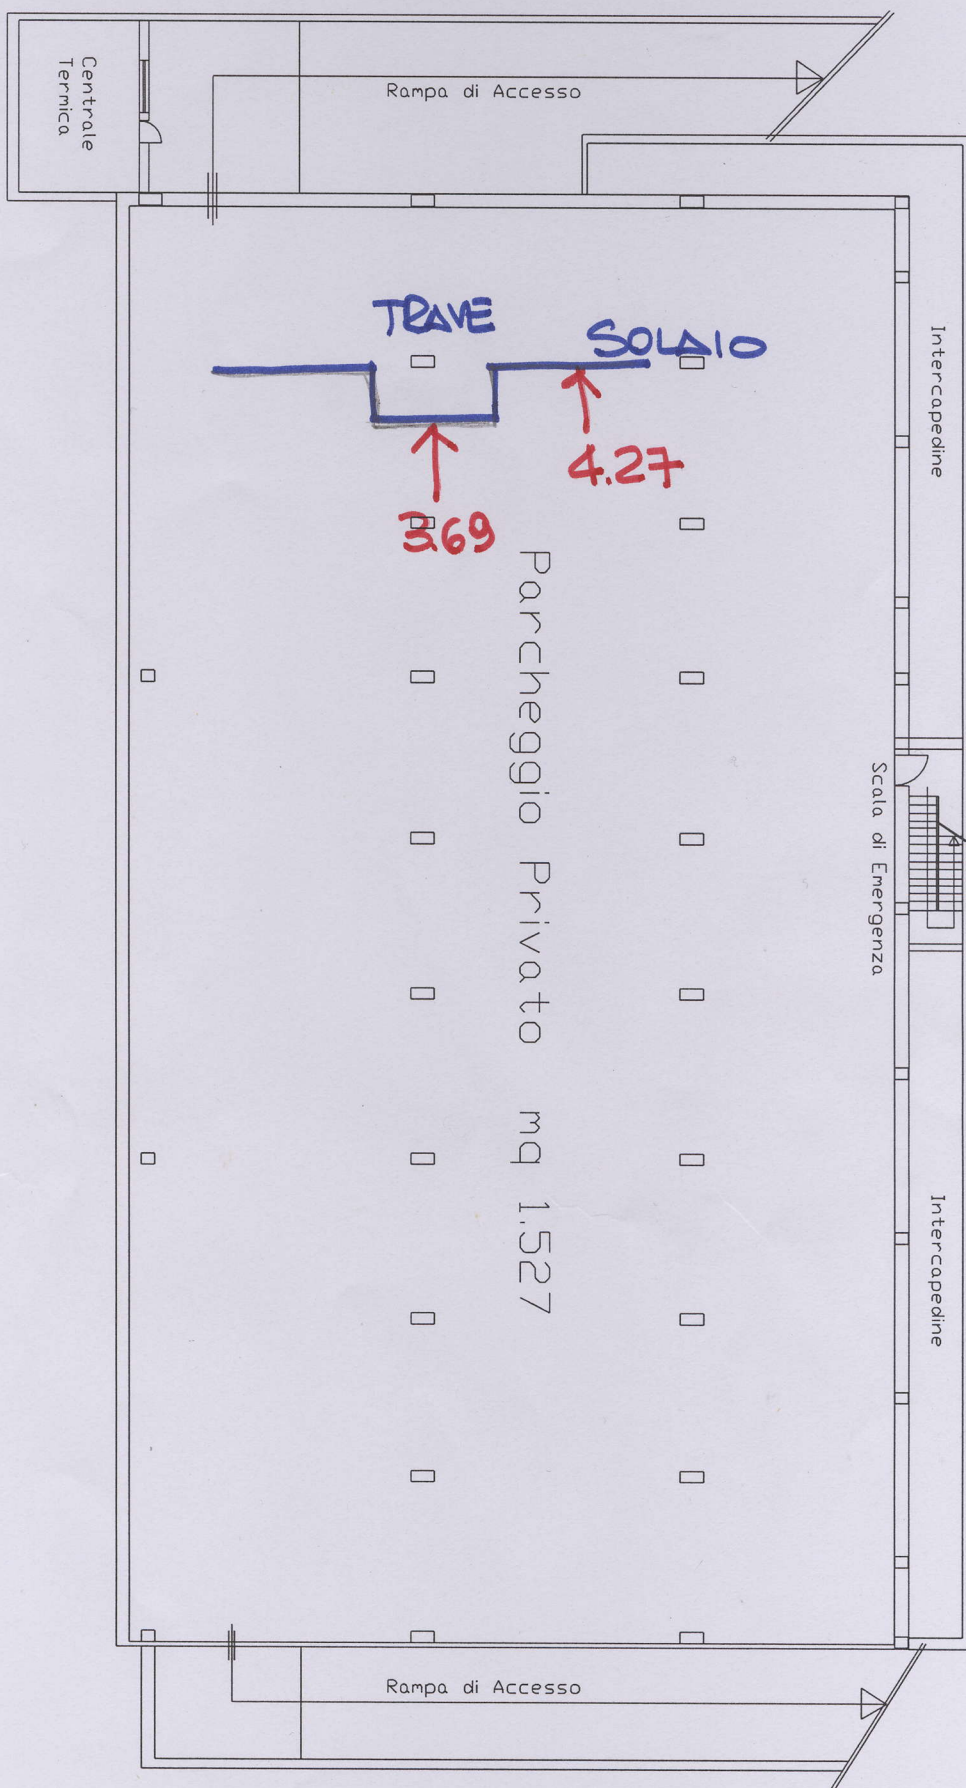 Centrale
Termica
Rampa di Accesso
TRAVE
SOLAIO
4.27
3.69
Intercapedine
Parcheggio Privato mq 1.527
Scala di Emergenza
Intercapedine
Rampa di Accesso